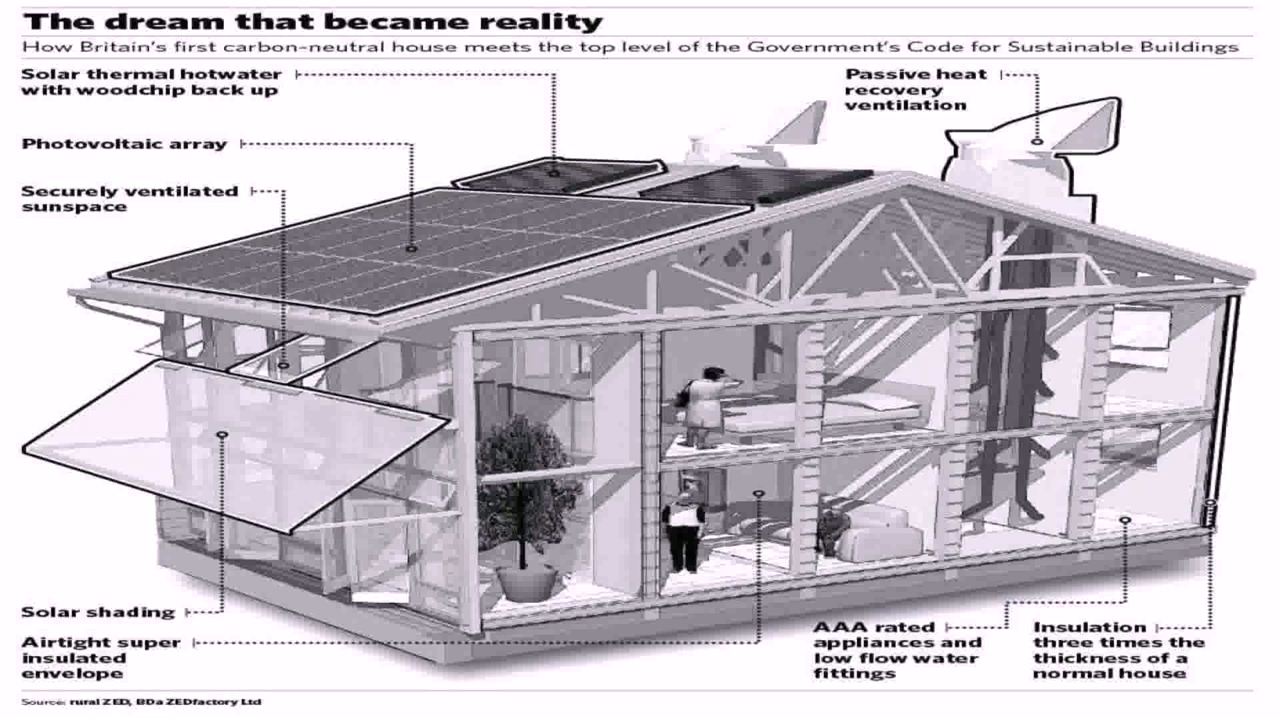 The dream that became reality
How Britain's first carbon-neutral house meets the top level of the Government's Code for Sustainable Buildings
Solar thermal hotwater
with woodchip back up
Photovoltaic array
Securely ventilated
sunspace
Passive heat
recovery
ventilation
Solar shading
Airtight super
insulated
envelope
AAA rated
appliances and
low flow water
fittings
Insulation
three times the
thickness of a
normal house
Source: rural ZED, BDa ZEDfactory Ltd